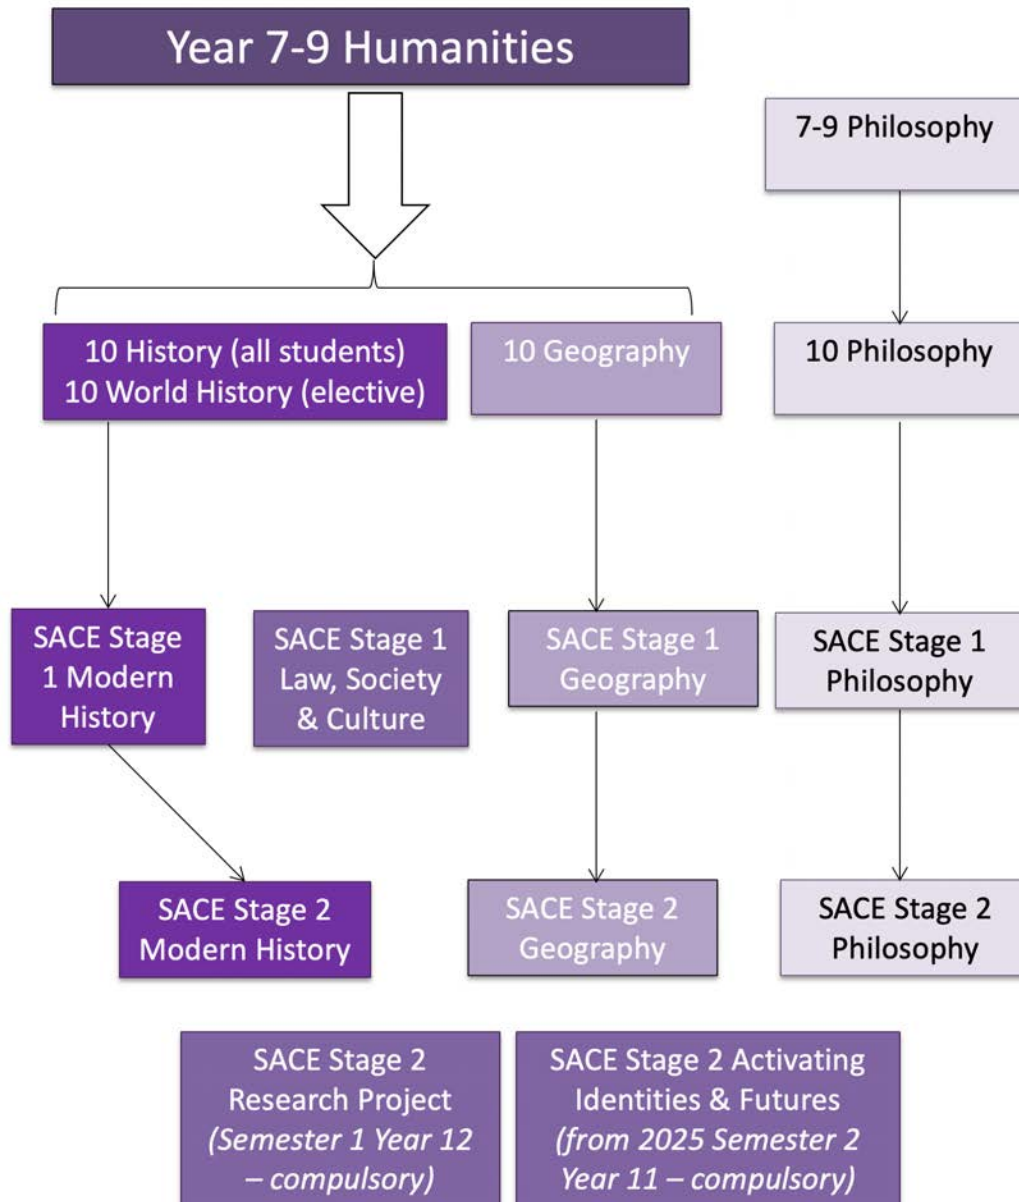 Year 7-9 Humanities
7-9 Philosophy
10 History (all students)
10 World History (elective)
10 Geography
10 Philosophy
SACE Stage
1 Modern
History
SACE Stage 1
Law, Society
& Culture
SACE Stage 1
Geography
SACE Stage 1
Philosophy
SACE Stage 2
Modern History
SACE Stage 2
Geography
SACE Stage 2
Philosophy
SACE Stage 2
Research Project
(Semester 1 Year 12
– compulsory)
SACE Stage 2 Activating
Identities & Futures
(from 2025 Semester 2
Year 11 – compulsory)